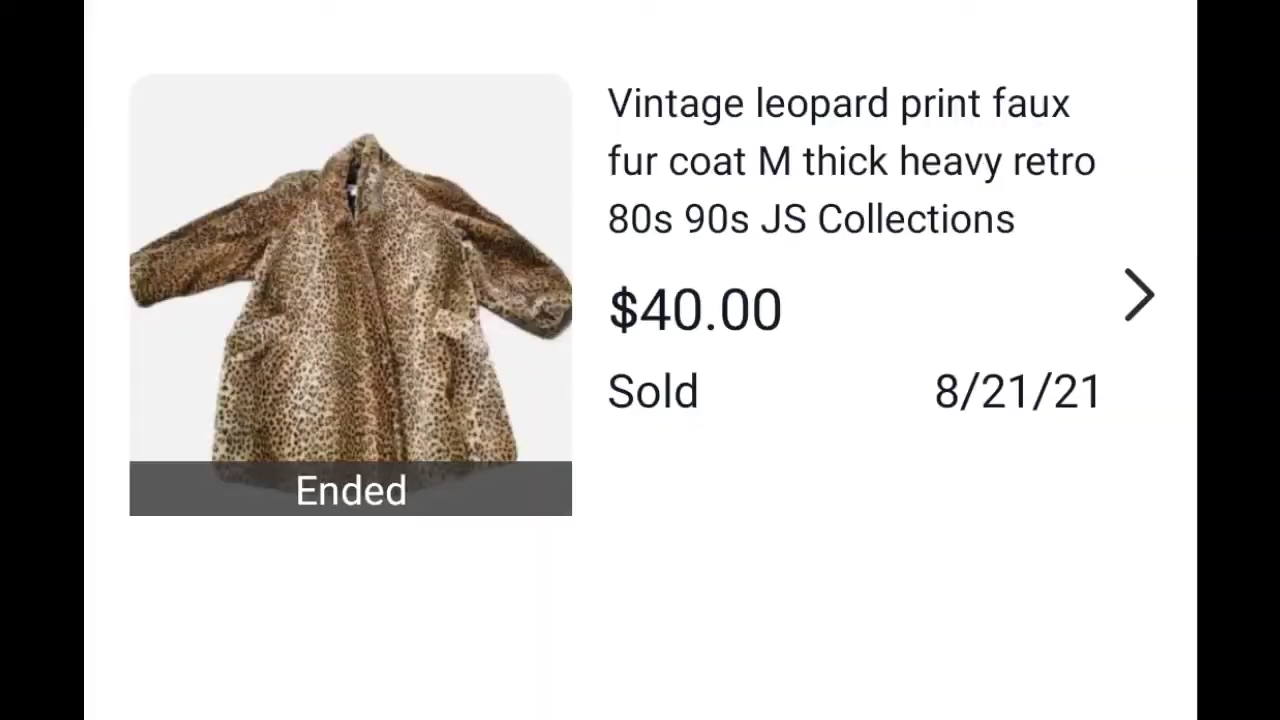 Vintage leopard print faux
fur coat M thick heavy retro
80s 90s JS Collections
$40.00
Sold 8/21/21
Ended